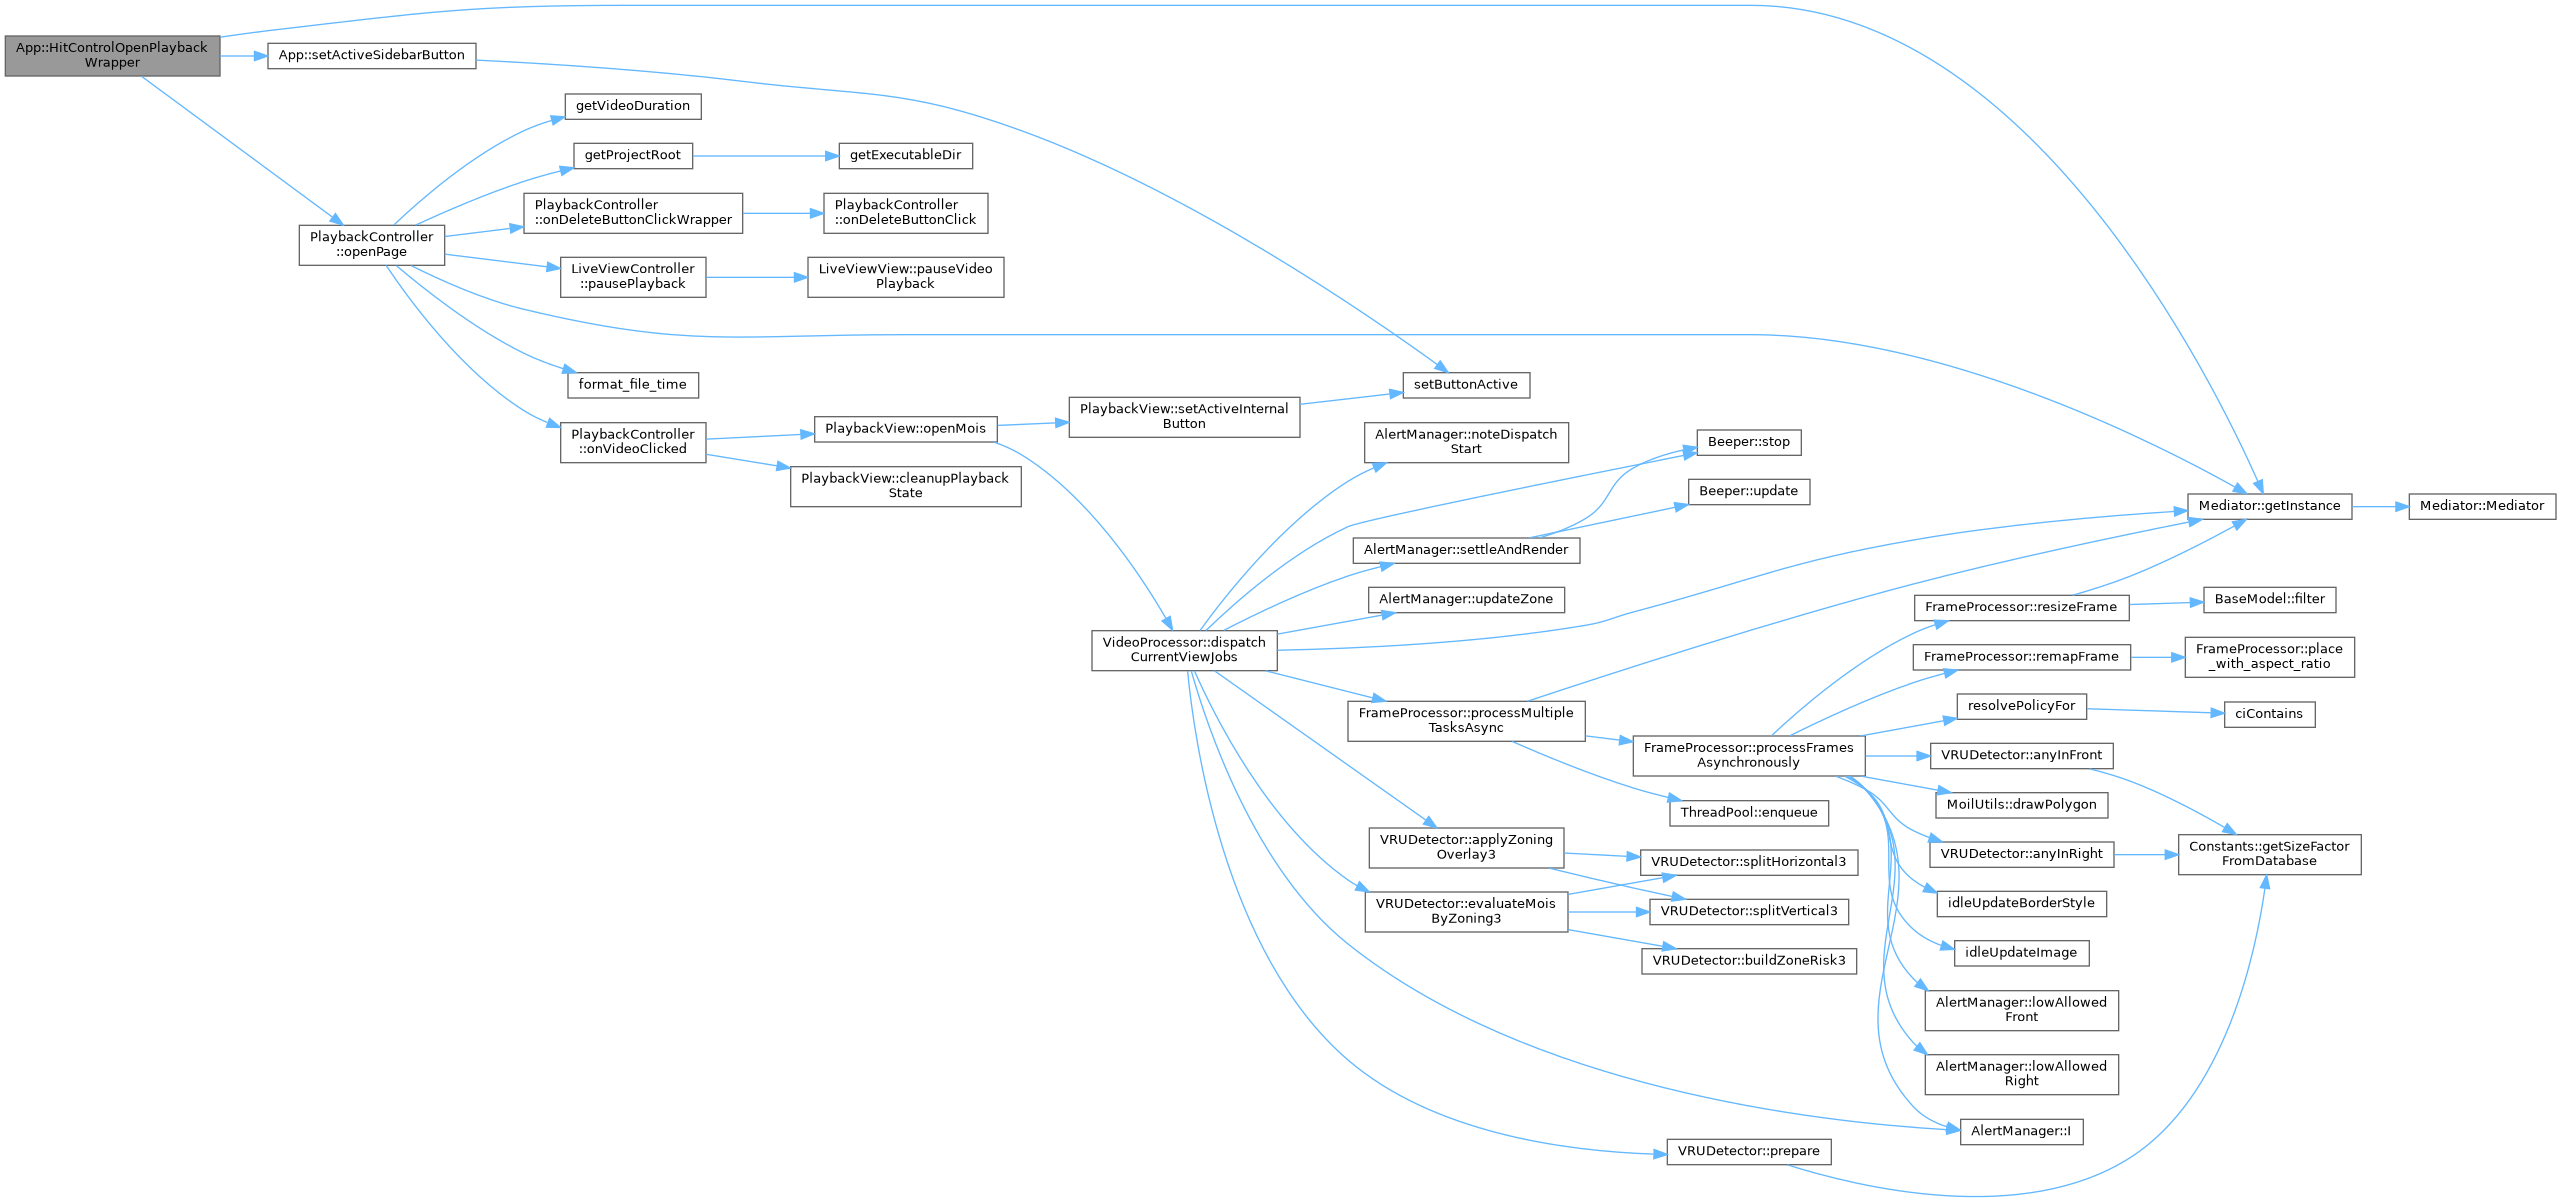 App::HitControlOpenPlayback
Wrapper
App::setActiveSidebarButton
getVideoDuration
getProjectRoot
getExecutableDir
PlaybackController
::onDeleteButtonClickWrapper
PlaybackController
::onDeleteButtonClick
PlaybackController
::openPage
LiveViewController
::pausePlayback
LiveViewView::pauseVideo
Playback
format_file_time
setButtonActive
PlaybackController
::onVideoClicked
PlaybackView::openMois
PlaybackView::setActiveInternal
Button
PlaybackView::cleanupPlayback
State
AlertManager::noteDispatch
Start
Beeper::stop
Beeper::update
Mediator::getInstance
Mediator::Mediator
AlertManager::settleAndRender
AlertManager::updateZone
VideoProcessor::dispatch
CurrentViewJobs
FrameProcessor::resizeFrame
BaseModel::filter
FrameProcessor::remapFrame
FrameProcessor::place
_with_aspect_ratio
FrameProcessor::processMultiple
TasksAsync
resolvePolicyFor
ciContains
FrameProcessor::processFrames
Asynchronously
VRUDetector::anyInFront
MoilUtils::drawPolygon
ThreadPool::enqueue
VRUDetector::applyZoning
Overlay3
VRUDetector::splitHorizontal3
VRUDetector::anyInRight
Constants::getSizeFactor
FromDatabase
VRUDetector::evaluateMois
ByZoning3
VRUDetector::splitVertical3
idleUpdateBorderStyle
VRUDetector::buildZoneRisk3
idleUpdateImage
AlertManager::lowAllowed
Front
AlertManager::lowAllowed
Right
AlertManager::I
VRUDetector::prepare